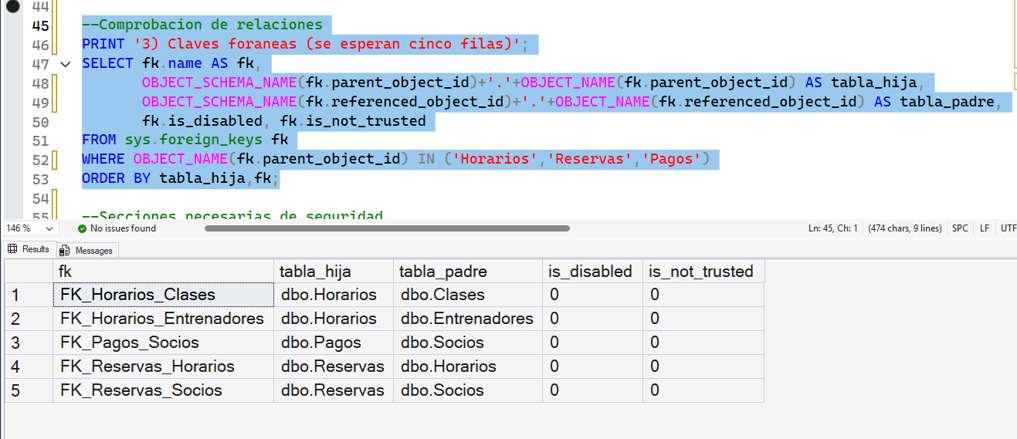 44
45 --Comprobacion de relaciones
46 PRINT '3) Claves foraneas (se esperan cinco filas)';
47 SELECT fk.name AS fk,
48 OBJECT_SCHEMA_NAME(fk.parent_object_id)+'.'+OBJECT_NAME(fk.parent_object_id) AS tabla_hija,
49 OBJECT_SCHEMA_NAME(fk.referenced_object_id)+'.'+OBJECT_NAME(fk.referenced_object_id) AS tabla_padre,
50 fk.is_disabled, fk.is_not_trusted
51 FROM sys.foreign_keys fk
52 WHERE OBJECT_NAME(fk.parent_object_id) IN ('Horarios','Reservas','Pagos')
53 ORDER BY tabla_hija,fk;
54
55 --Secciones necesarias de seguridad
146 % No issues found Ln: 45, Ch: 1 (474 chars, 9 lines) SPC LF UTF
Results Messages
fk tabla_hija tabla_padre is_disabled is_not_trusted
1 FK_Horarios_Clases dbo.Horarios dbo.Clases 0 0
2 FK_Horarios_Entrenadores dbo.Horarios dbo.Entrenadores 0 0
3 FK_Pagos_Socios dbo.Pagos dbo.Socios 0 0
4 FK_Reservas_Horarios dbo.Reservas dbo.Horarios 0 0
5 FK_Reservas_Socios dbo.Reservas dbo.Socios 0 0